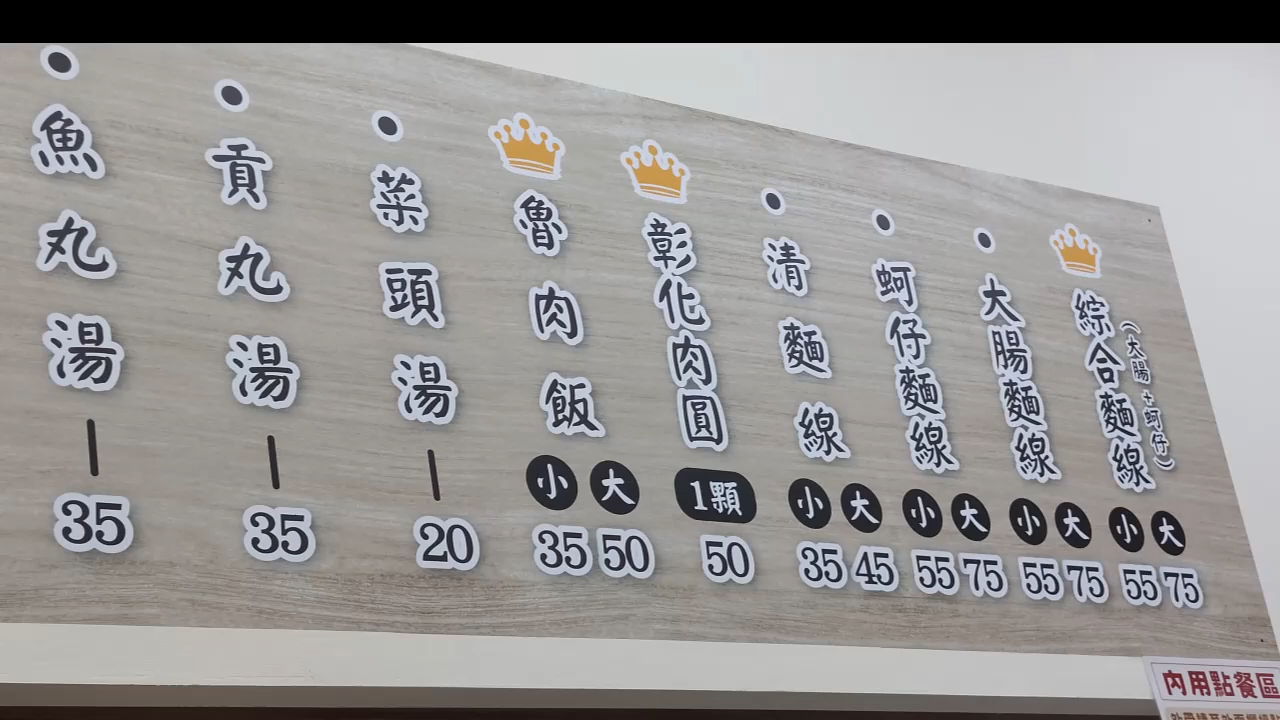 綜合麵線
(大腸+蚵仔)
小 大
55 75
大腸麵線
小 大
55 75
蚵仔麵線
小 大
55 75
清麵線
小 大
35 45
彰化肉圓
1顆
50
魯肉飯
小 大
35 50
菜頭湯
20
貢丸湯
35
魚丸湯
35
內用點餐區